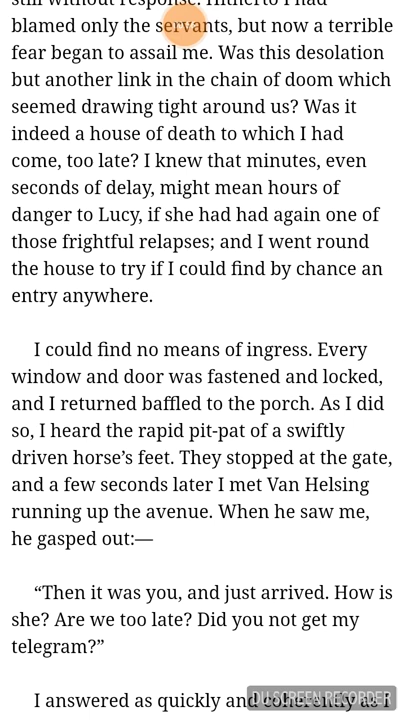 still without response. Hitherto I had
blamed only the servants, but now a terrible
fear began to assail me. Was this desolation
but another link in the chain of doom which
seemed drawing tight around us? Was it
indeed a house of death to which I had
come, too late? I knew that minutes, even
seconds of delay, might mean hours of
danger to Lucy, if she had had again one of
those frightful relapses; and I went round
the house to try if I could find by chance an
entry anywhere.
I could find no means of ingress. Every
window and door was fastened and locked,
and I returned baffled to the porch. As I did
so, I heard the rapid pit-pat of a swiftly
driven horse’s feet. They stopped at the gate,
and a few seconds later I met Van Helsing
running up the avenue. When he saw me,
he gasped out:—
“Then it was you, and just arrived. How is
she? Are we too late? Did you not get my
telegram?”
I answered as quickly and coherently as I
DU SCREEN RECORDER